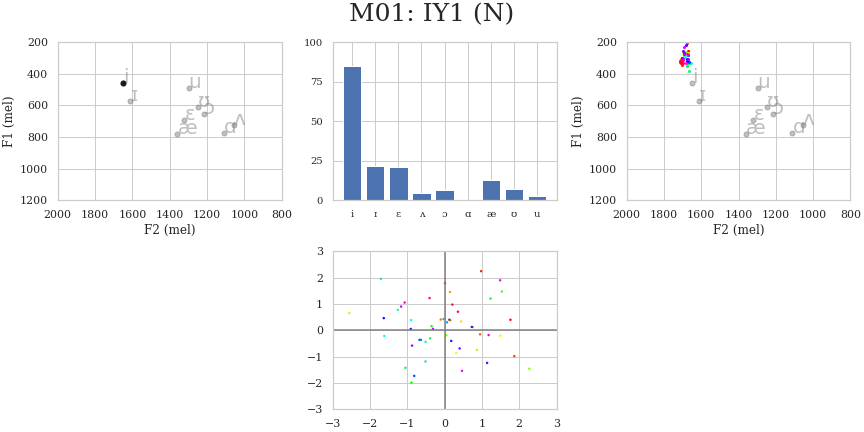 M01: IY1 (N)
200
400
600
800
1000
1200
F1 (mel)
2000 1800 1600 1400 1200 1000 800
F2 (mel)
i
ɪ
u
ʊ
ɔ
ɛ
æ
ɑ
ʌ
100
75
50
25
0
i ɪ ɛ ʌ ɔ ɑ æ ʊ u
200
400
600
800
1000
1200
F1 (mel)
2000 1800 1600 1400 1200 1000 800
F2 (mel)
i
ɪ
u
ʊ
ɔ
ɛ
æ
ɑ
ʌ
3
2
1
0
−1
−2
−3
−3 −2 −1 0 1 2 3